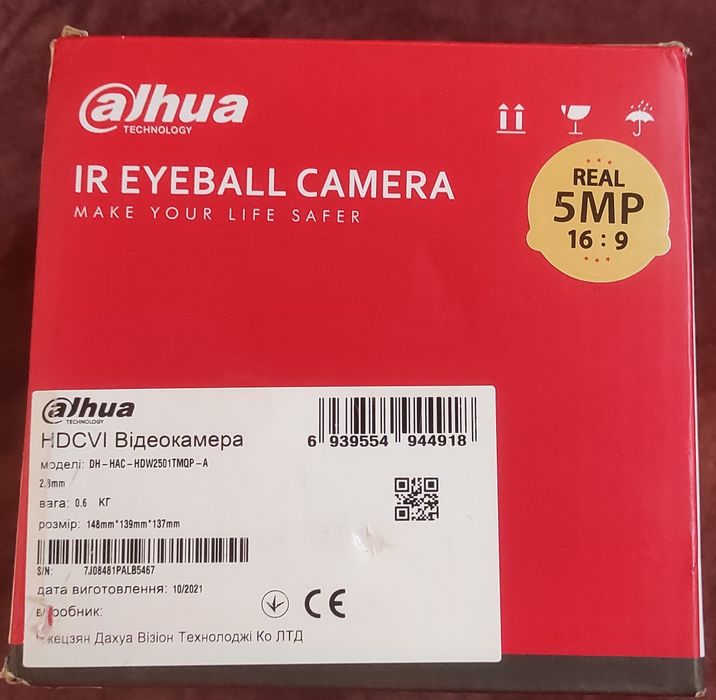 alhua
TECHNOLOGY
IR EYEBALL CAMERA
MAKE YOUR LIFE SAFER
REAL
5MP
16 : 9
alhua
TECHNOLOGY
HDCVI Відеокамера
моделі: DH-HAC-HDW2501TMQP-A
2.8mm
вага: 0.6 КГ
розмір: 148mm*139mm*137mm
6 939554 944918
S/N: 7J08481PALB5467
дата виготовлення: 10/2021
виробник:
CE
Дахуа Візіон Технолоджі Ко ЛТД